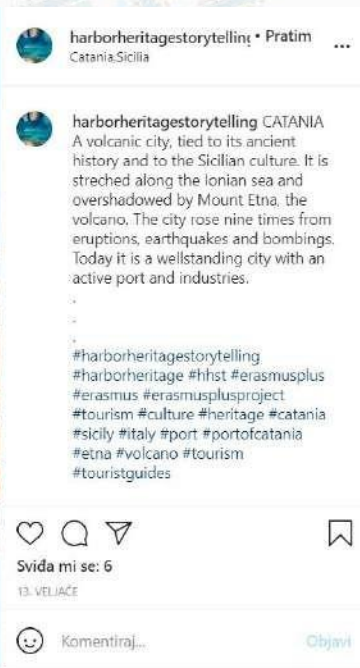 harborheritagestorytelling • Pratim
Catania,Sicilia
...
harborheritagestorytelling CATANIA
A volcanic city, tied to its ancient
history and to the Sicilian culture. It is
streched along the Ionian sea and
overshadowed by Mount Etna, the
volcano. The city rose nine times from
eruptions, earthquakes and bombings.
Today it is a wellstanding city with an
active port and industries.
.
.
.
#harborheritagestorytelling
#harborheritage #hhst #erasmusplus
#erasmus #erasmusplusproject
#tourism #culture #heritage #catania
#sicily #italy #port #portofcatania
#etna #volcano #tourism
#touristguides
Sviđa mi se: 6
13. VELJAČE
Komentiraj...
Objavi